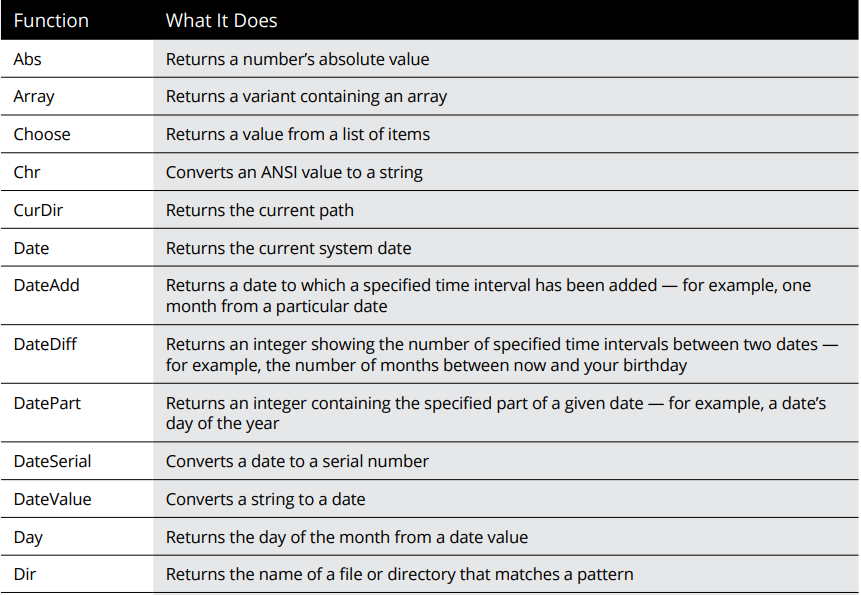 Function What It Does
Abs Returns a number’s absolute value
Array Returns a variant containing an array
Choose Returns a value from a list of items
Chr Converts an ANSI value to a string
CurDir Returns the current path
Date Returns the current system date
DateAdd Returns a date to which a specified time interval has been added — for example, one
month from a particular date
DateDiff Returns an integer showing the number of specified time intervals between two dates —
for example, the number of months between now and your birthday
DatePart Returns an integer containing the specified part of a given date — for example, a date’s
day of the year
DateSerial Converts a date to a serial number
DateValue Converts a string to a date
Day Returns the day of the month from a date value
Dir Returns the name of a file or directory that matches a pattern